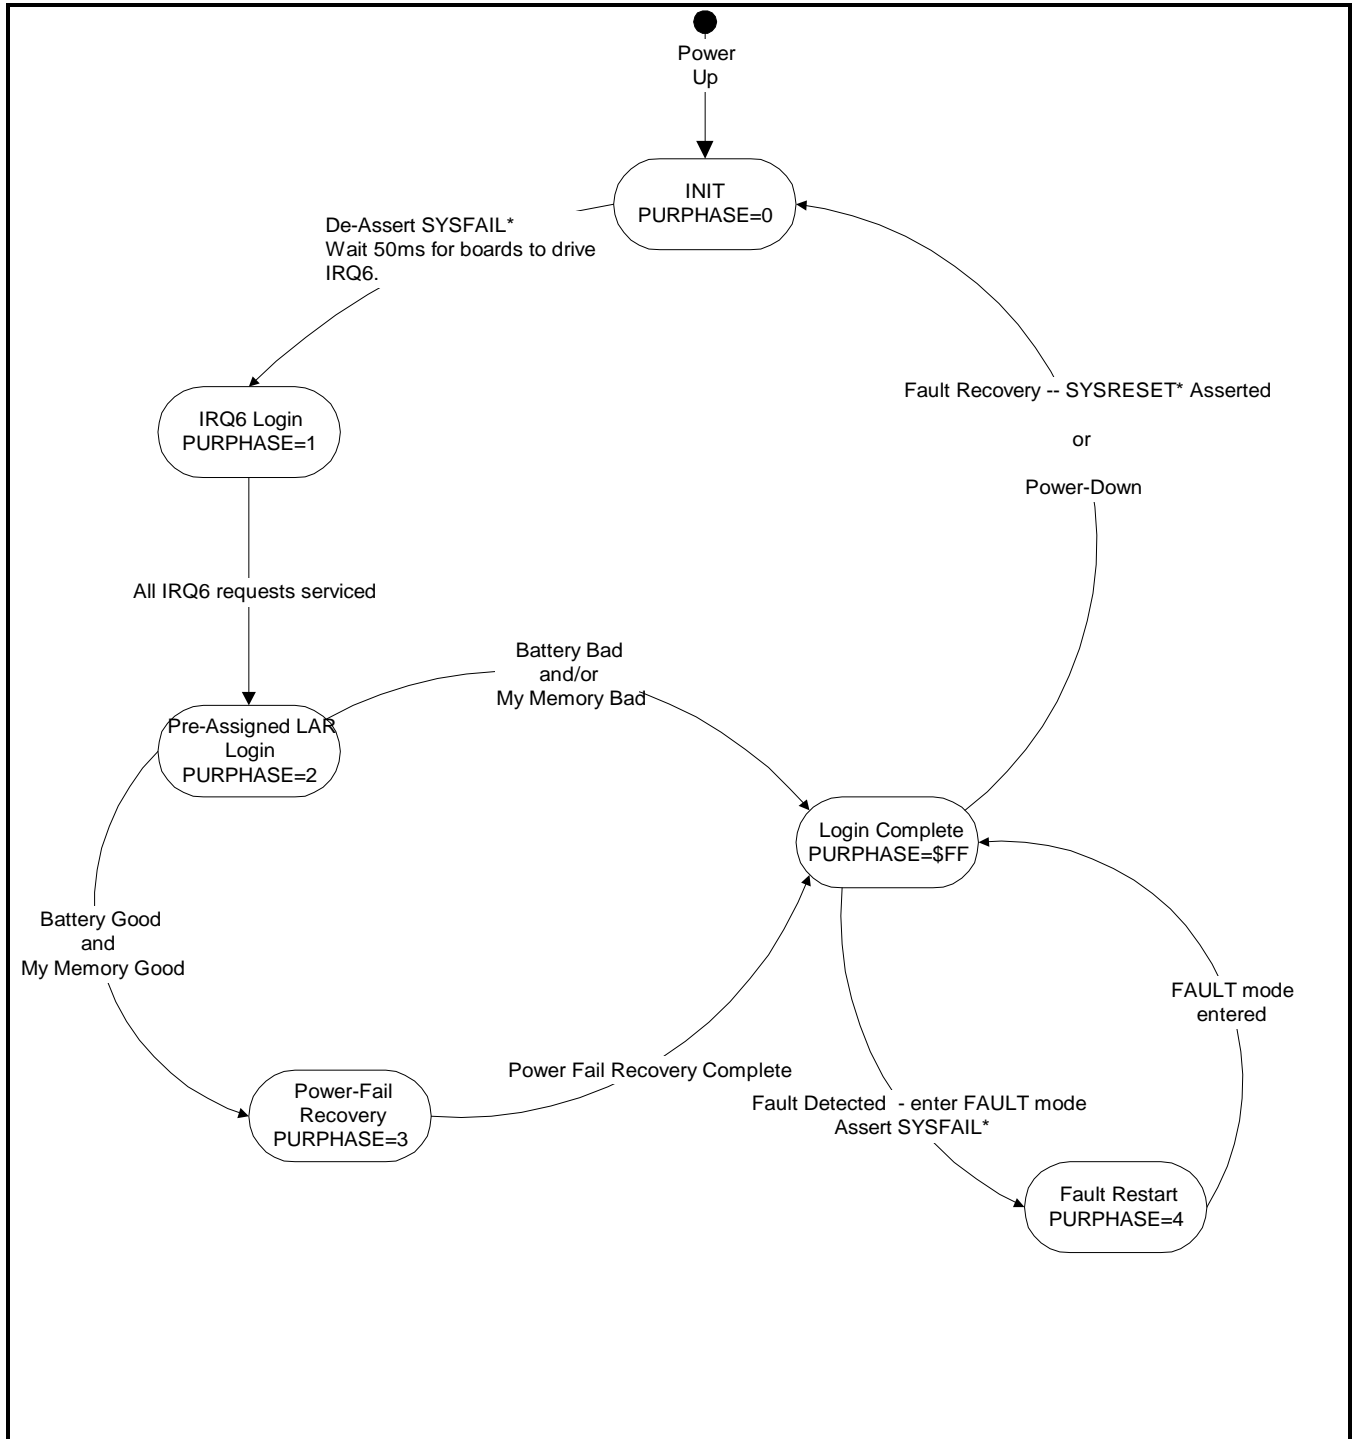 Power
Up
INIT
PURPHASE=0
De-Assert SYSFAIL*
Wait 50ms for boards to drive
IRQ6.
Fault Recovery -- SYSRESET* Asserted
or
Power-Down
IRQ6 Login
PURPHASE=1
All IRQ6 requests serviced
Battery Bad
and/or
My Memory Bad
Pre-Assigned LAR
Login
PURPHASE=2
Login Complete
PURPHASE=$FF
Battery Good
and
My Memory Good
FAULT mode
entered
Power Fail Recovery Complete
Power-Fail
Recovery
PURPHASE=3
Fault Detected  - enter FAULT mode
Assert SYSFAIL*
Fault Restart
PURPHASE=4